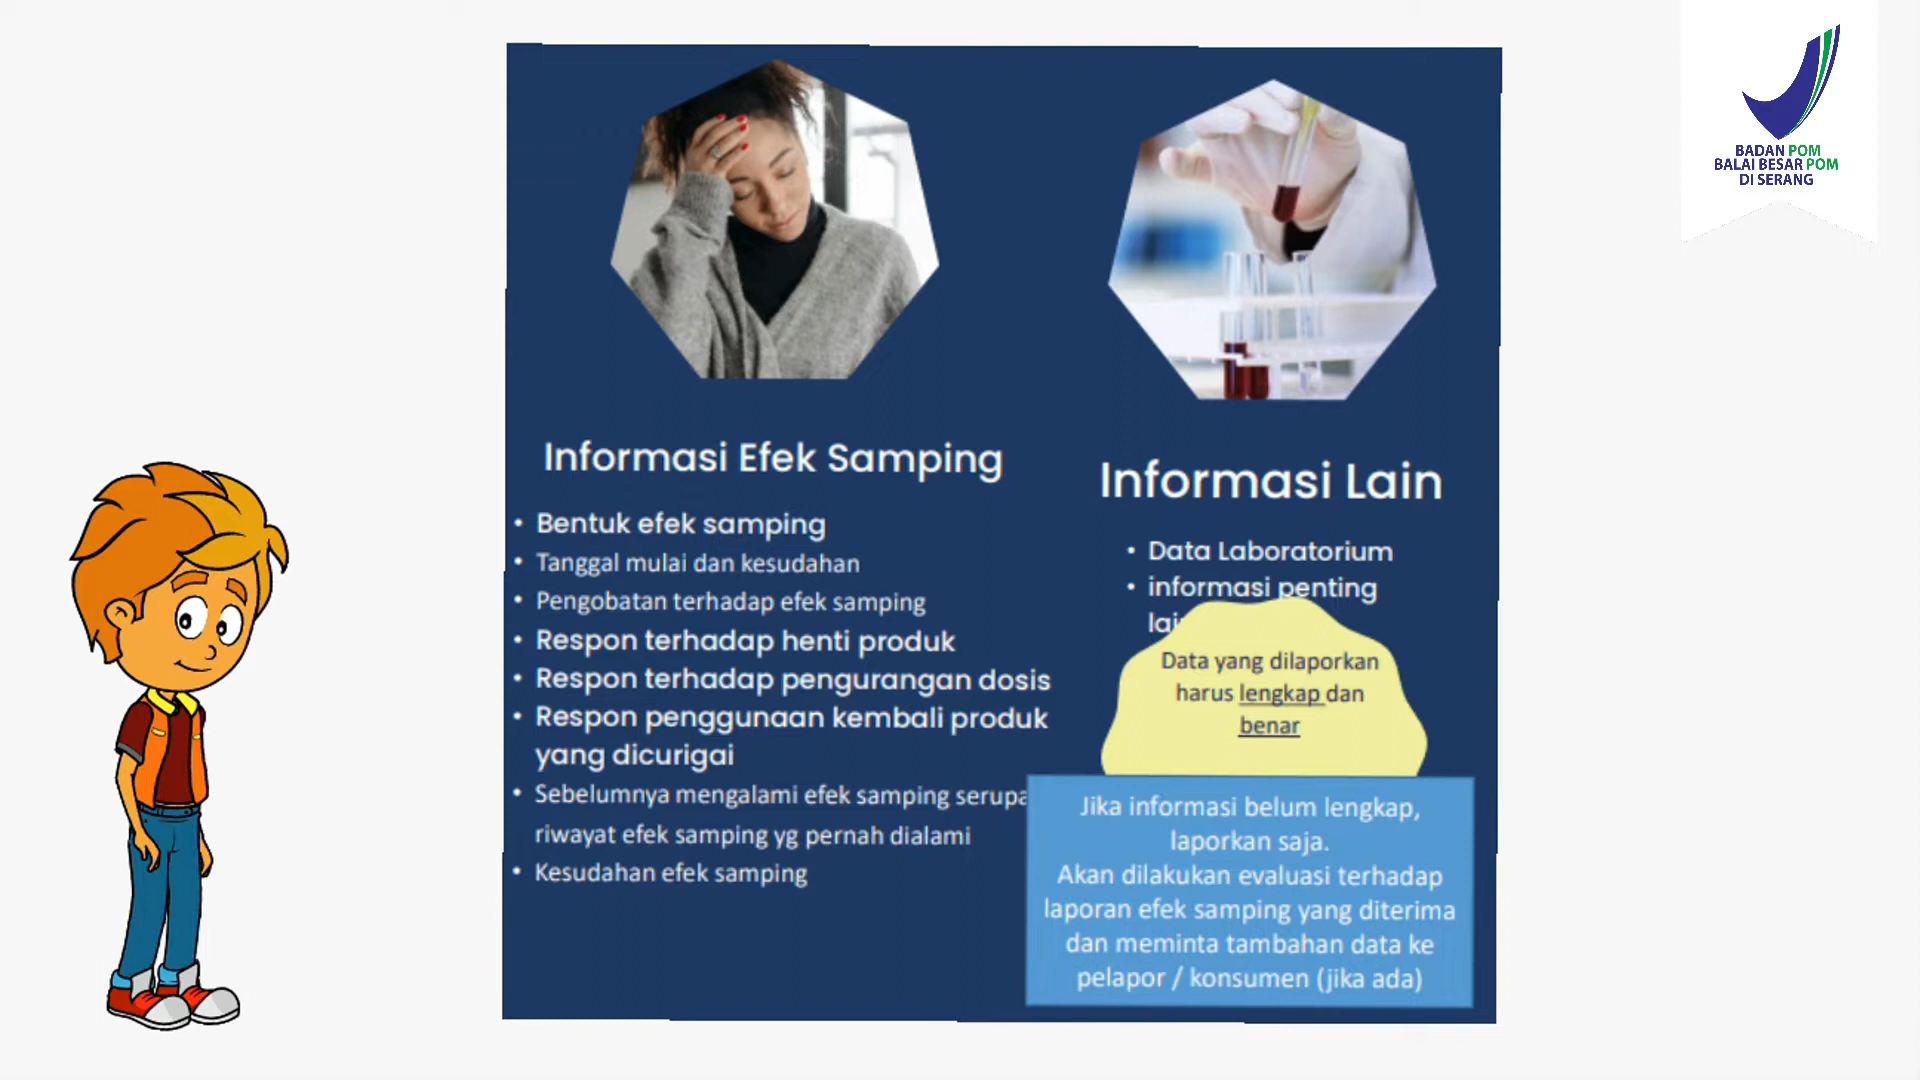 BADAN POM
BALAI BESAR POM
DI SERANG
Informasi Efek Samping
• Bentuk efek samping
• Tanggal mulai dan kesudahan
• Pengobatan terhadap efek samping
• Respon terhadap henti produk
• Respon terhadap pengurangan dosis
• Respon penggunaan kembali produk
yang dicurigai
• Sebelumnya mengalami efek samping serupa
riwayat efek samping yg pernah dialami
• Kesudahan efek samping
Informasi Lain
• Data Laboratorium
• informasi penting
Data yang dilaporkan
harus lengkap dan
benar
Jika informasi belum lengkap,
laporkan saja.
Akan dilakukan evaluasi terhadap
laporan efek samping yang diterima
dan meminta tambahan data ke
pelapor / konsumen (jika ada)